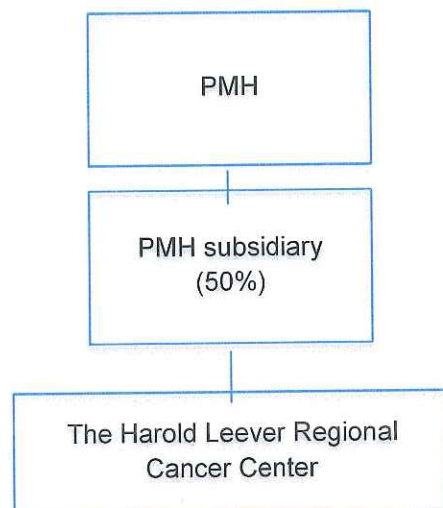 PMH
PMH subsidiary
(50%)
The Harold Leever Regional
Cancer Center